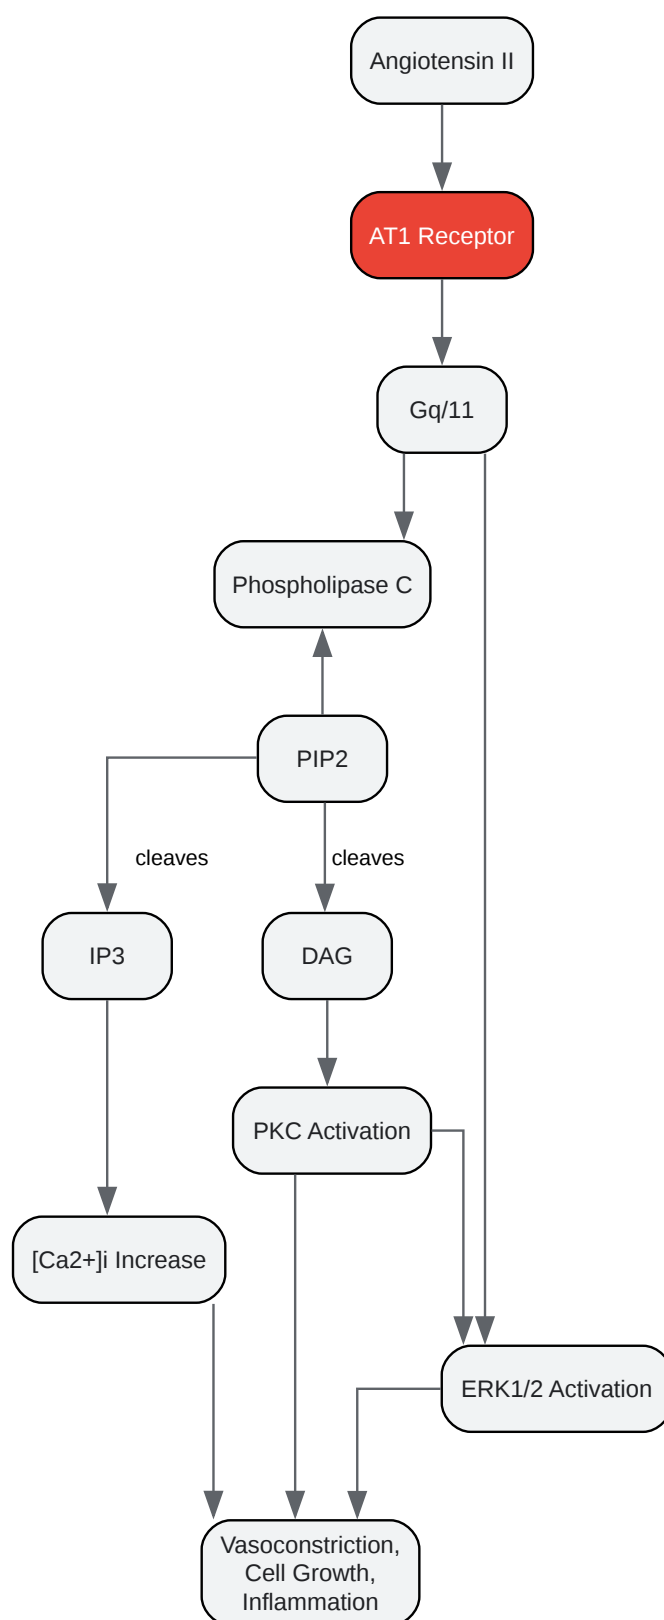 Angiotensin II
AT1 Receptor
Gq/11
Phospholipase C
PIP2
cleaves
cleaves
IP3
DAG
PKC Activation
[Ca2+]i Increase
ERK1/2 Activation
Vasoconstriction,
Cell Growth,
Inflammation